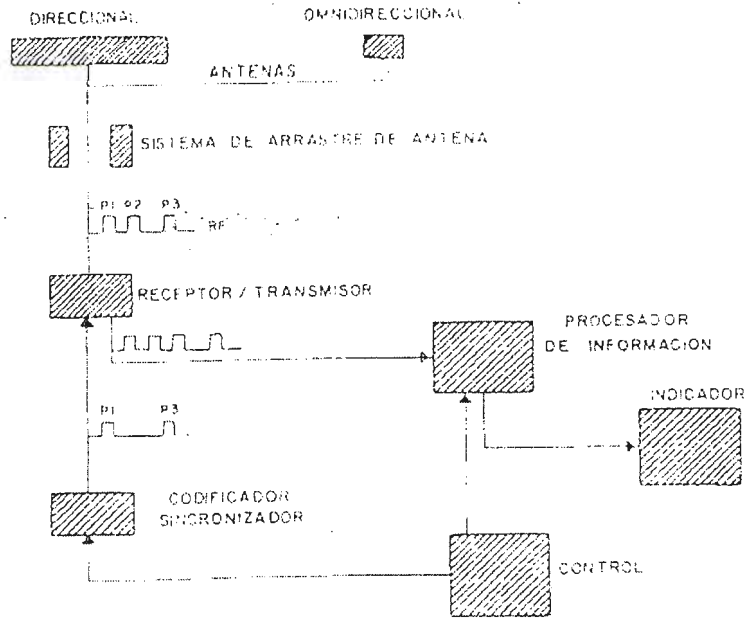 DIRECCIONAL
OMNIDIRECCIONAL
ANTENAS
SISTEMA DE ARRASTRE DE ANTENA
P1 P2 P3
RF
RECEPTOR / TRANSMISOR
PROCESADOR
DE INFORMACION
INDICADOR
P1 P3
CODIFICADOR
SINCRONIZADOR
CONTROL